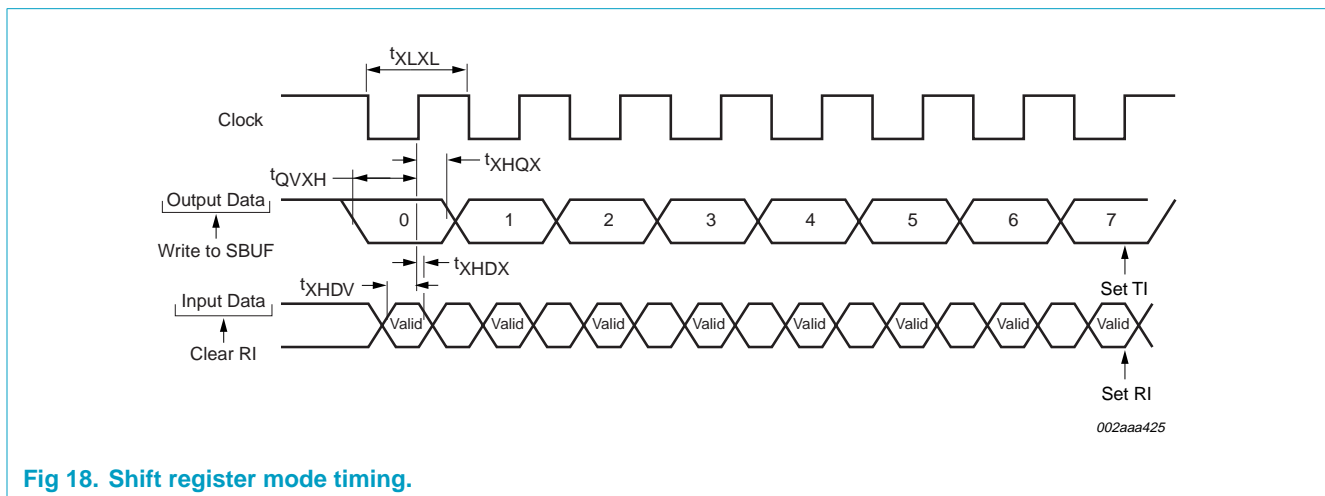 tXLXL
Clock
tXHQX
tQVXH
Output Data
0 1 2 3 4 5 6 7
Write to SBUF
tXHDX
Set TI
tXHDV
Input Data
Valid Valid Valid Valid Valid Valid Valid Valid
Clear RI
Set RI
002aaa425
Fig 18. Shift register mode timing.